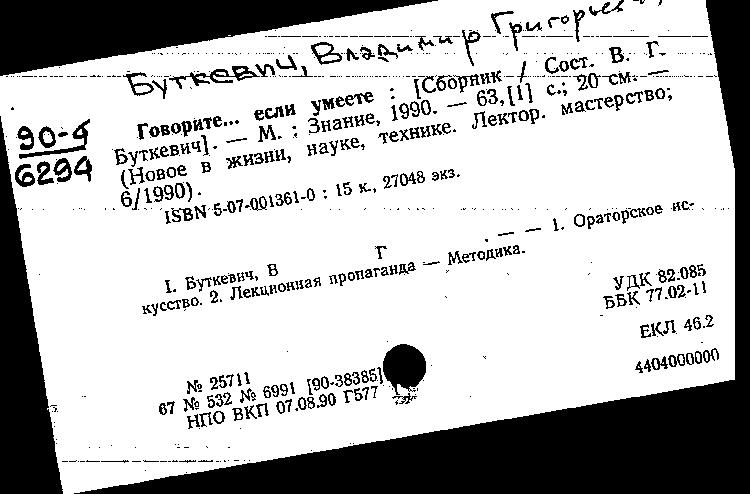 Буткевич, Владимир Григорьев
90-4
6294
Говорите... если умеете : [Сборник / Сост. В. Г.
Буткевич]. — М. : Знание, 1990. — 63,[1] с.; 20 см. —
(Новое в жизни, науке, технике. Лектор. мастерство;
6/1990).
ISBN 5-07-001361-0 : 15 к., 27048 экз.
I. Буткевич, В Г . — — 1. Ораторское ис-
кусство. 2. Лекционная пропаганда — Методика.
УДК 82.085
ББК 77.02-11
ЕКЛ 46.2
№ 25711
67 № 532 № 6991 [90-38385]
НПО ВКП 07.08.90 Г577
4404000000